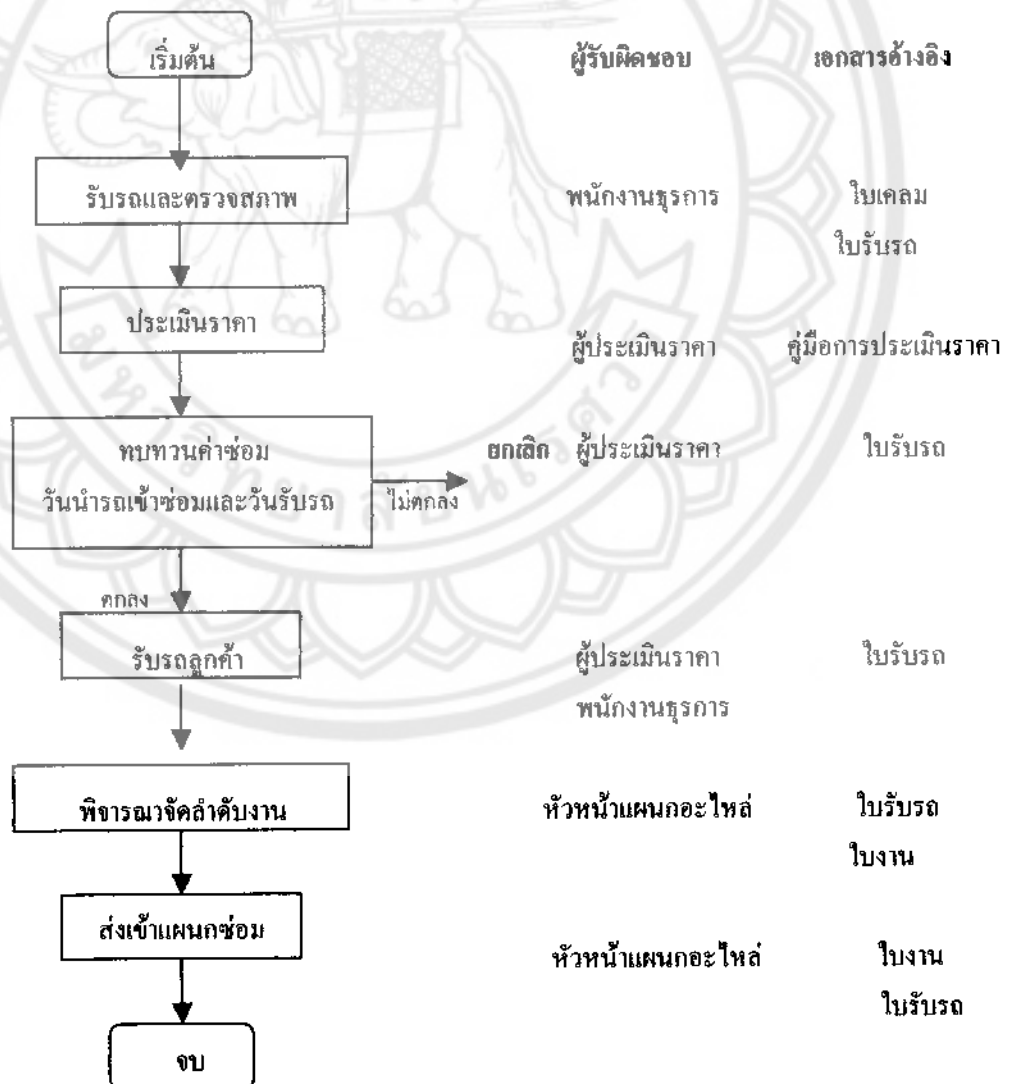 เริ่มต้น ผู้รับผิดชอบ เอกสารอ้างอิง
รับรถและตรวจสภาพ พนักงานธุรการ ใบเคลม
ใบรับรถ
ประเมินราคา ผู้ประเมินราคา คู่มือการประเมินราคา
ทบทวนค่าซ่อม ยกเลิก ผู้ประเมินราคา ใบรับรถ
วันนำรถเข้าซ่อมและวันรับรถ ไม่ตกลง
ตกลง
รับรถลูกค้า ผู้ประเมินราคา ใบรับรถ
พนักงานธุรการ
พิจารณาจัดลำดับงาน หัวหน้าแผนกอะไหล่ ใบรับรถ
ใบงาน
ส่งเข้าแผนกซ่อม หัวหน้าแผนกอะไหล่ ใบงาน
ใบรับรถ
จบ